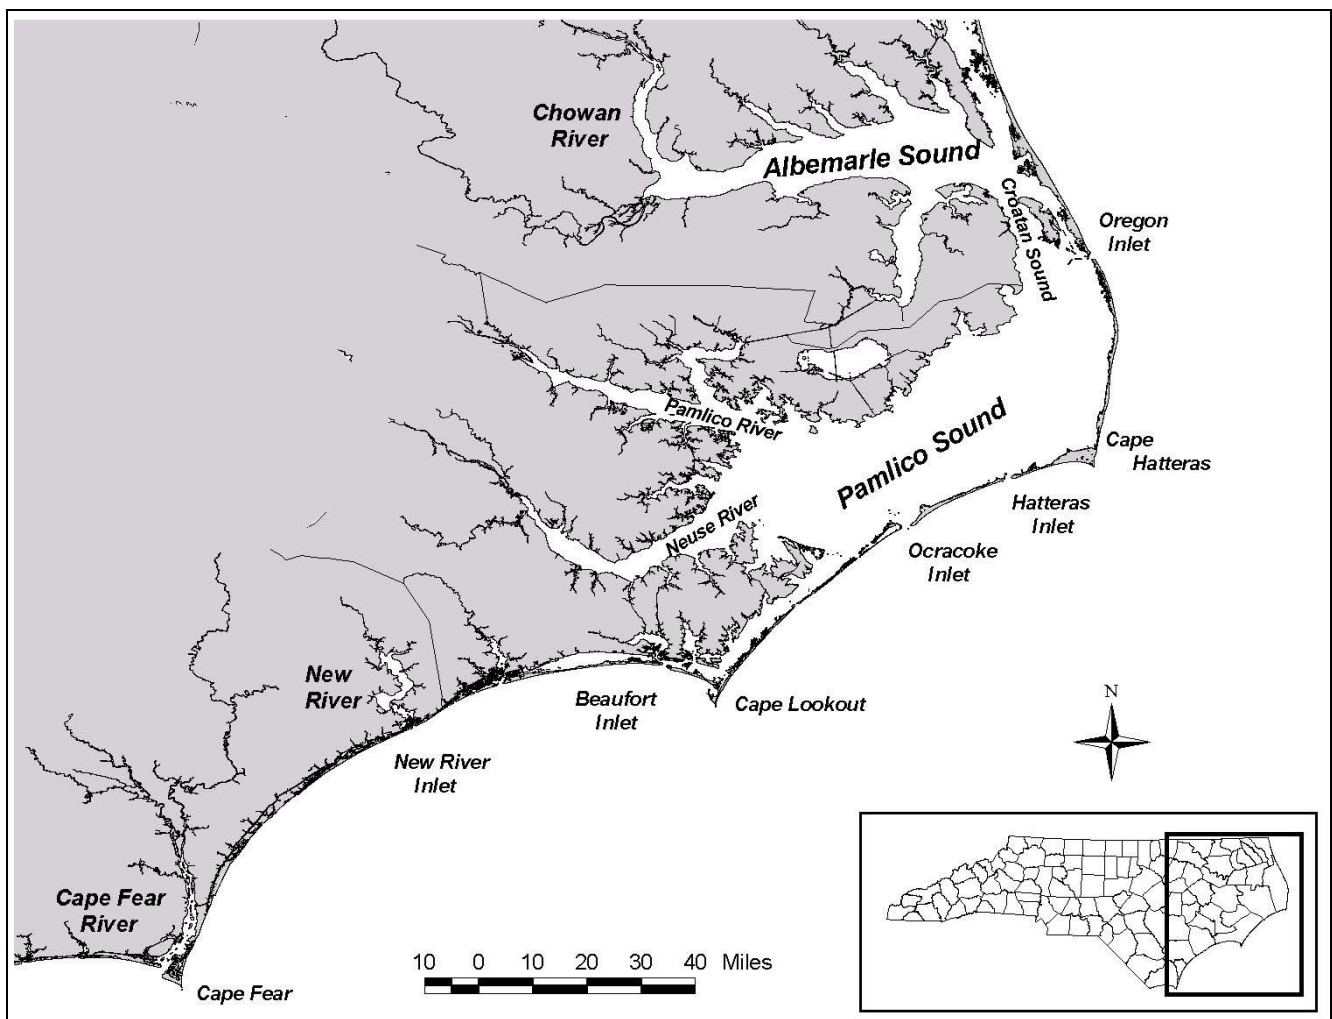 Chowan
River
Albemarle Sound
Croatan Sound
Oregon
Inlet
Pamlico River
Pamlico Sound
Cape
Hatteras
Hatteras
Inlet
Neuse River
Ocracoke
Inlet
New
River
Beaufort
Inlet
Cape Lookout
N
New River
Inlet
Cape Fear
River
Cape Fear
10 0 10 20 30 40 Miles